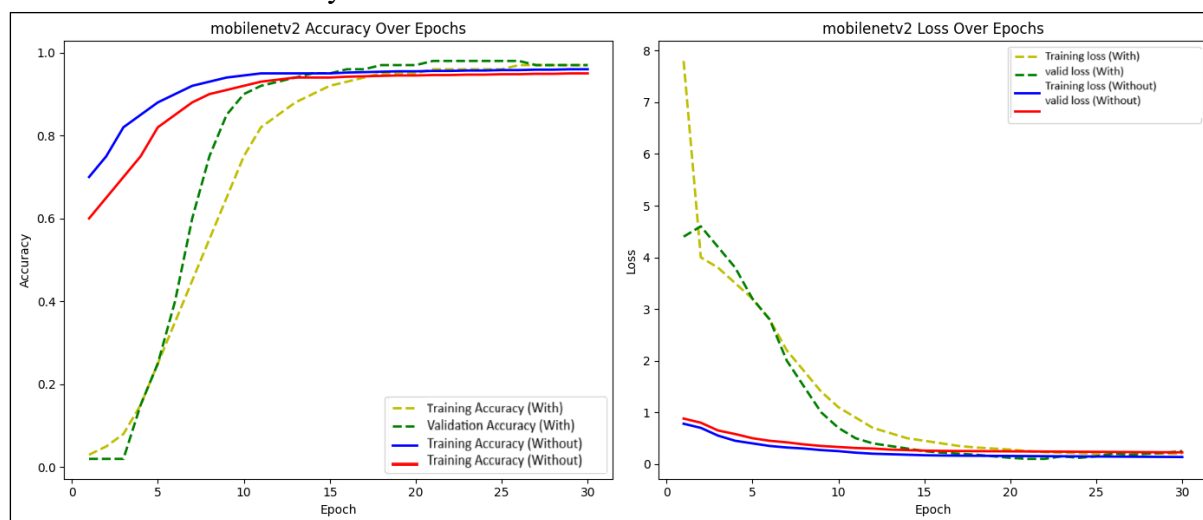 mobilenetv2 Accuracy Over Epochs
1.0
0.8
0.6
0.4
0.2
0.0
Accuracy
0
5
10
15
20
25
30
Epoch
Training Accuracy (With)
Validation Accuracy (With)
Training Accuracy (Without)
Training Accuracy (Without)
mobilenetv2 Loss Over Epochs
8
7
6
5
4
3
2
1
0
Loss
0
5
10
15
20
25
30
Epoch
Training loss (With)
valid loss (With)
Training loss (Without)
valid loss (Without)